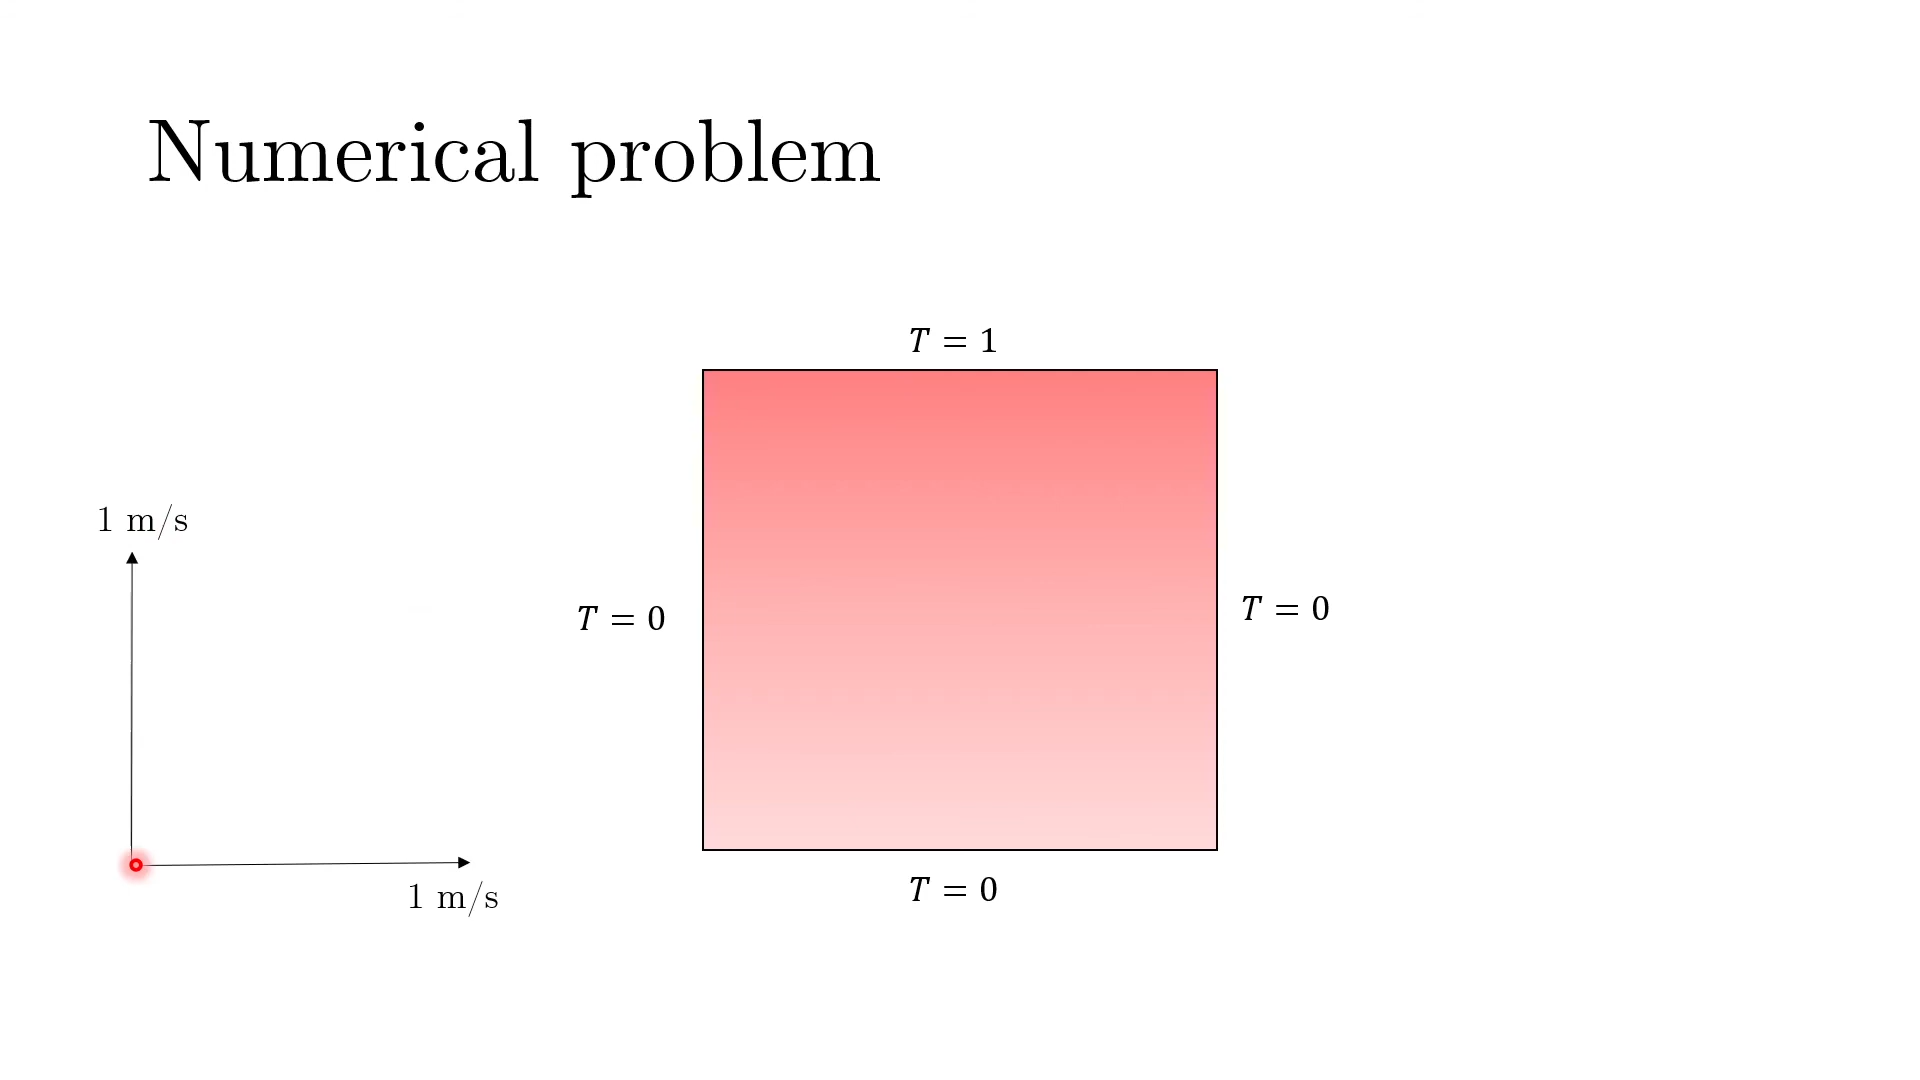 Numerical problem
T = 1
1 m/s
T = 0
T = 0
T = 0
1 m/s